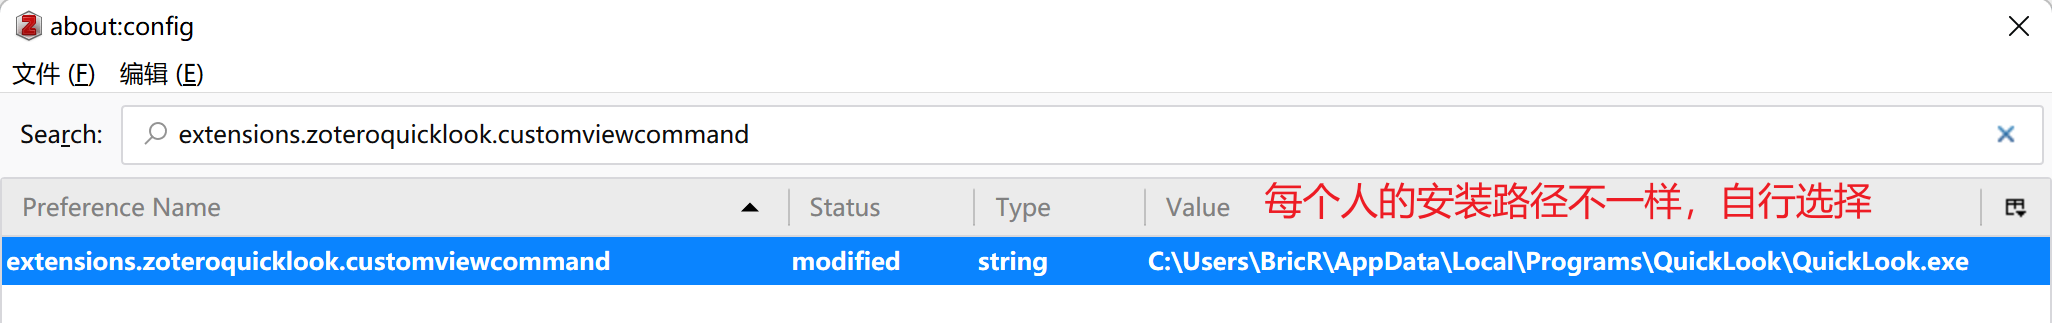 about:config
文件 (F) 编辑 (E)
Search: extensions.zoteroquicklook.customviewcommand
Preference Name Status Type Value 每个人的安装路径不一样，自行选择
extensions.zoteroquicklook.customviewcommand modified string C:\Users\BricR\AppData\Local\Programs\QuickLook\QuickLook.exe